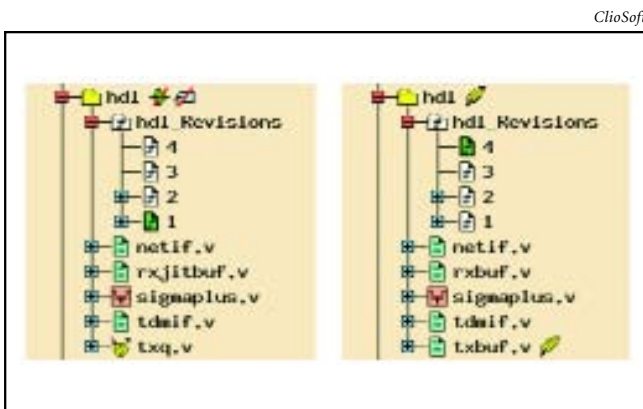 ClioSoft
hdl
hdl_Revisions
4
3
2
1
netif.v
rxjitbuf.v
sigmaplus.v
tdmif.v
txq.v
hdl
hdl_Revisions
4
3
2
1
netif.v
rxbuf.v
sigmaplus.v
tdmif.v
txbuf.v